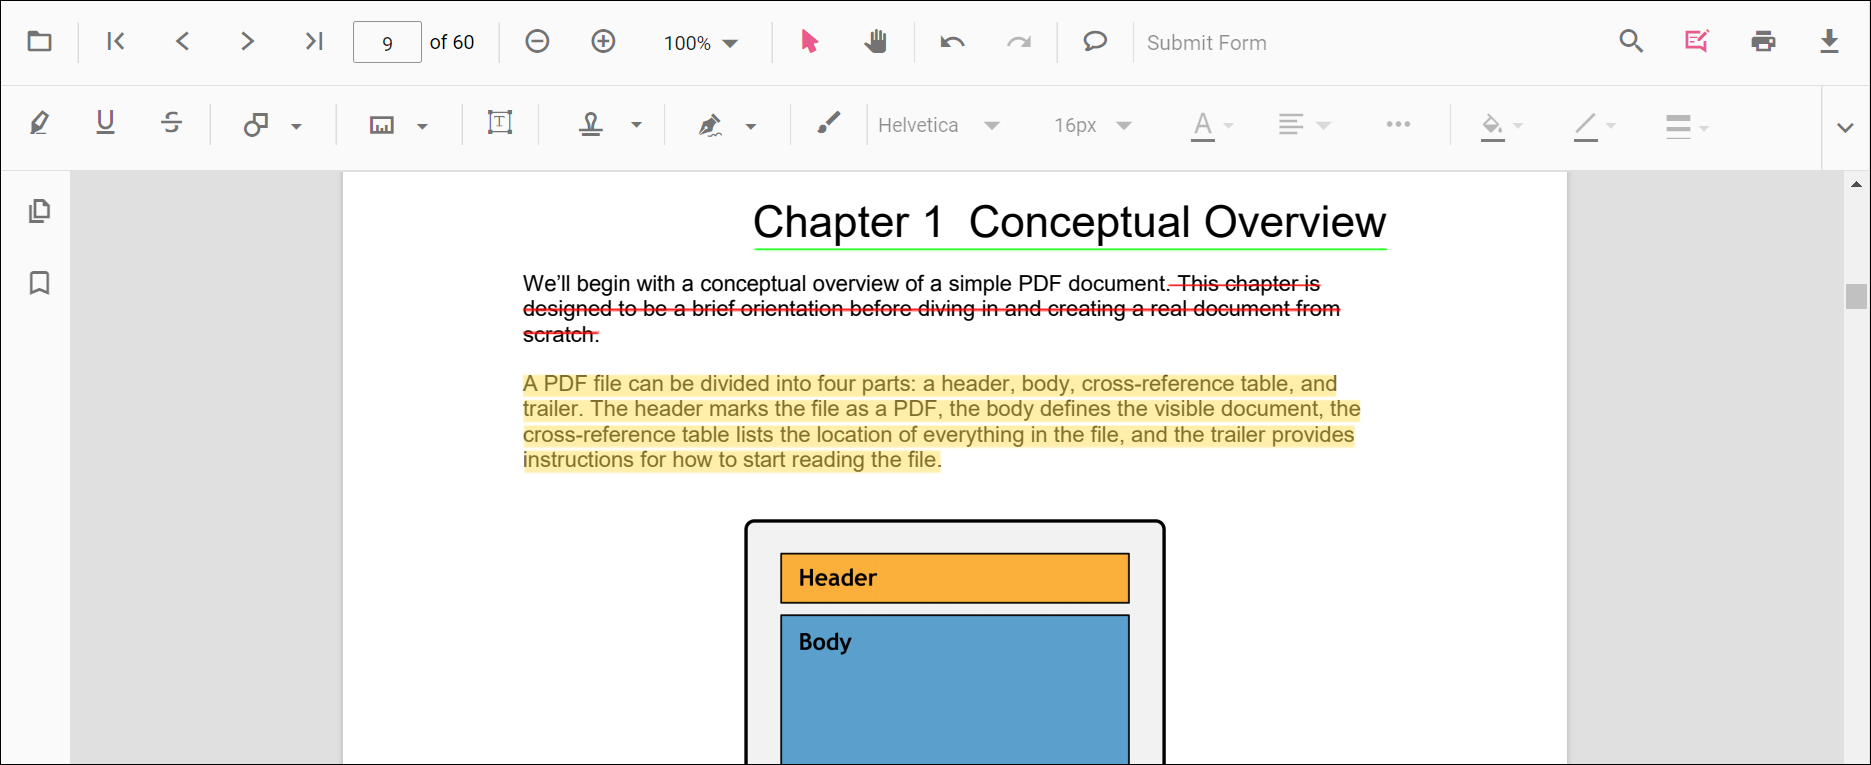 9 of 60 100% Submit Form
U S T Helvetica 16px A
Chapter 1 Conceptual Overview
We’ll begin with a conceptual overview of a simple PDF document. This chapter is
designed to be a brief orientation before diving in and creating a real document from
scratch.
A PDF file can be divided into four parts: a header, body, cross-reference table, and
trailer. The header marks the file as a PDF, the body defines the visible document, the
cross-reference table lists the location of everything in the file, and the trailer provides
instructions for how to start reading the file.
Header
Body